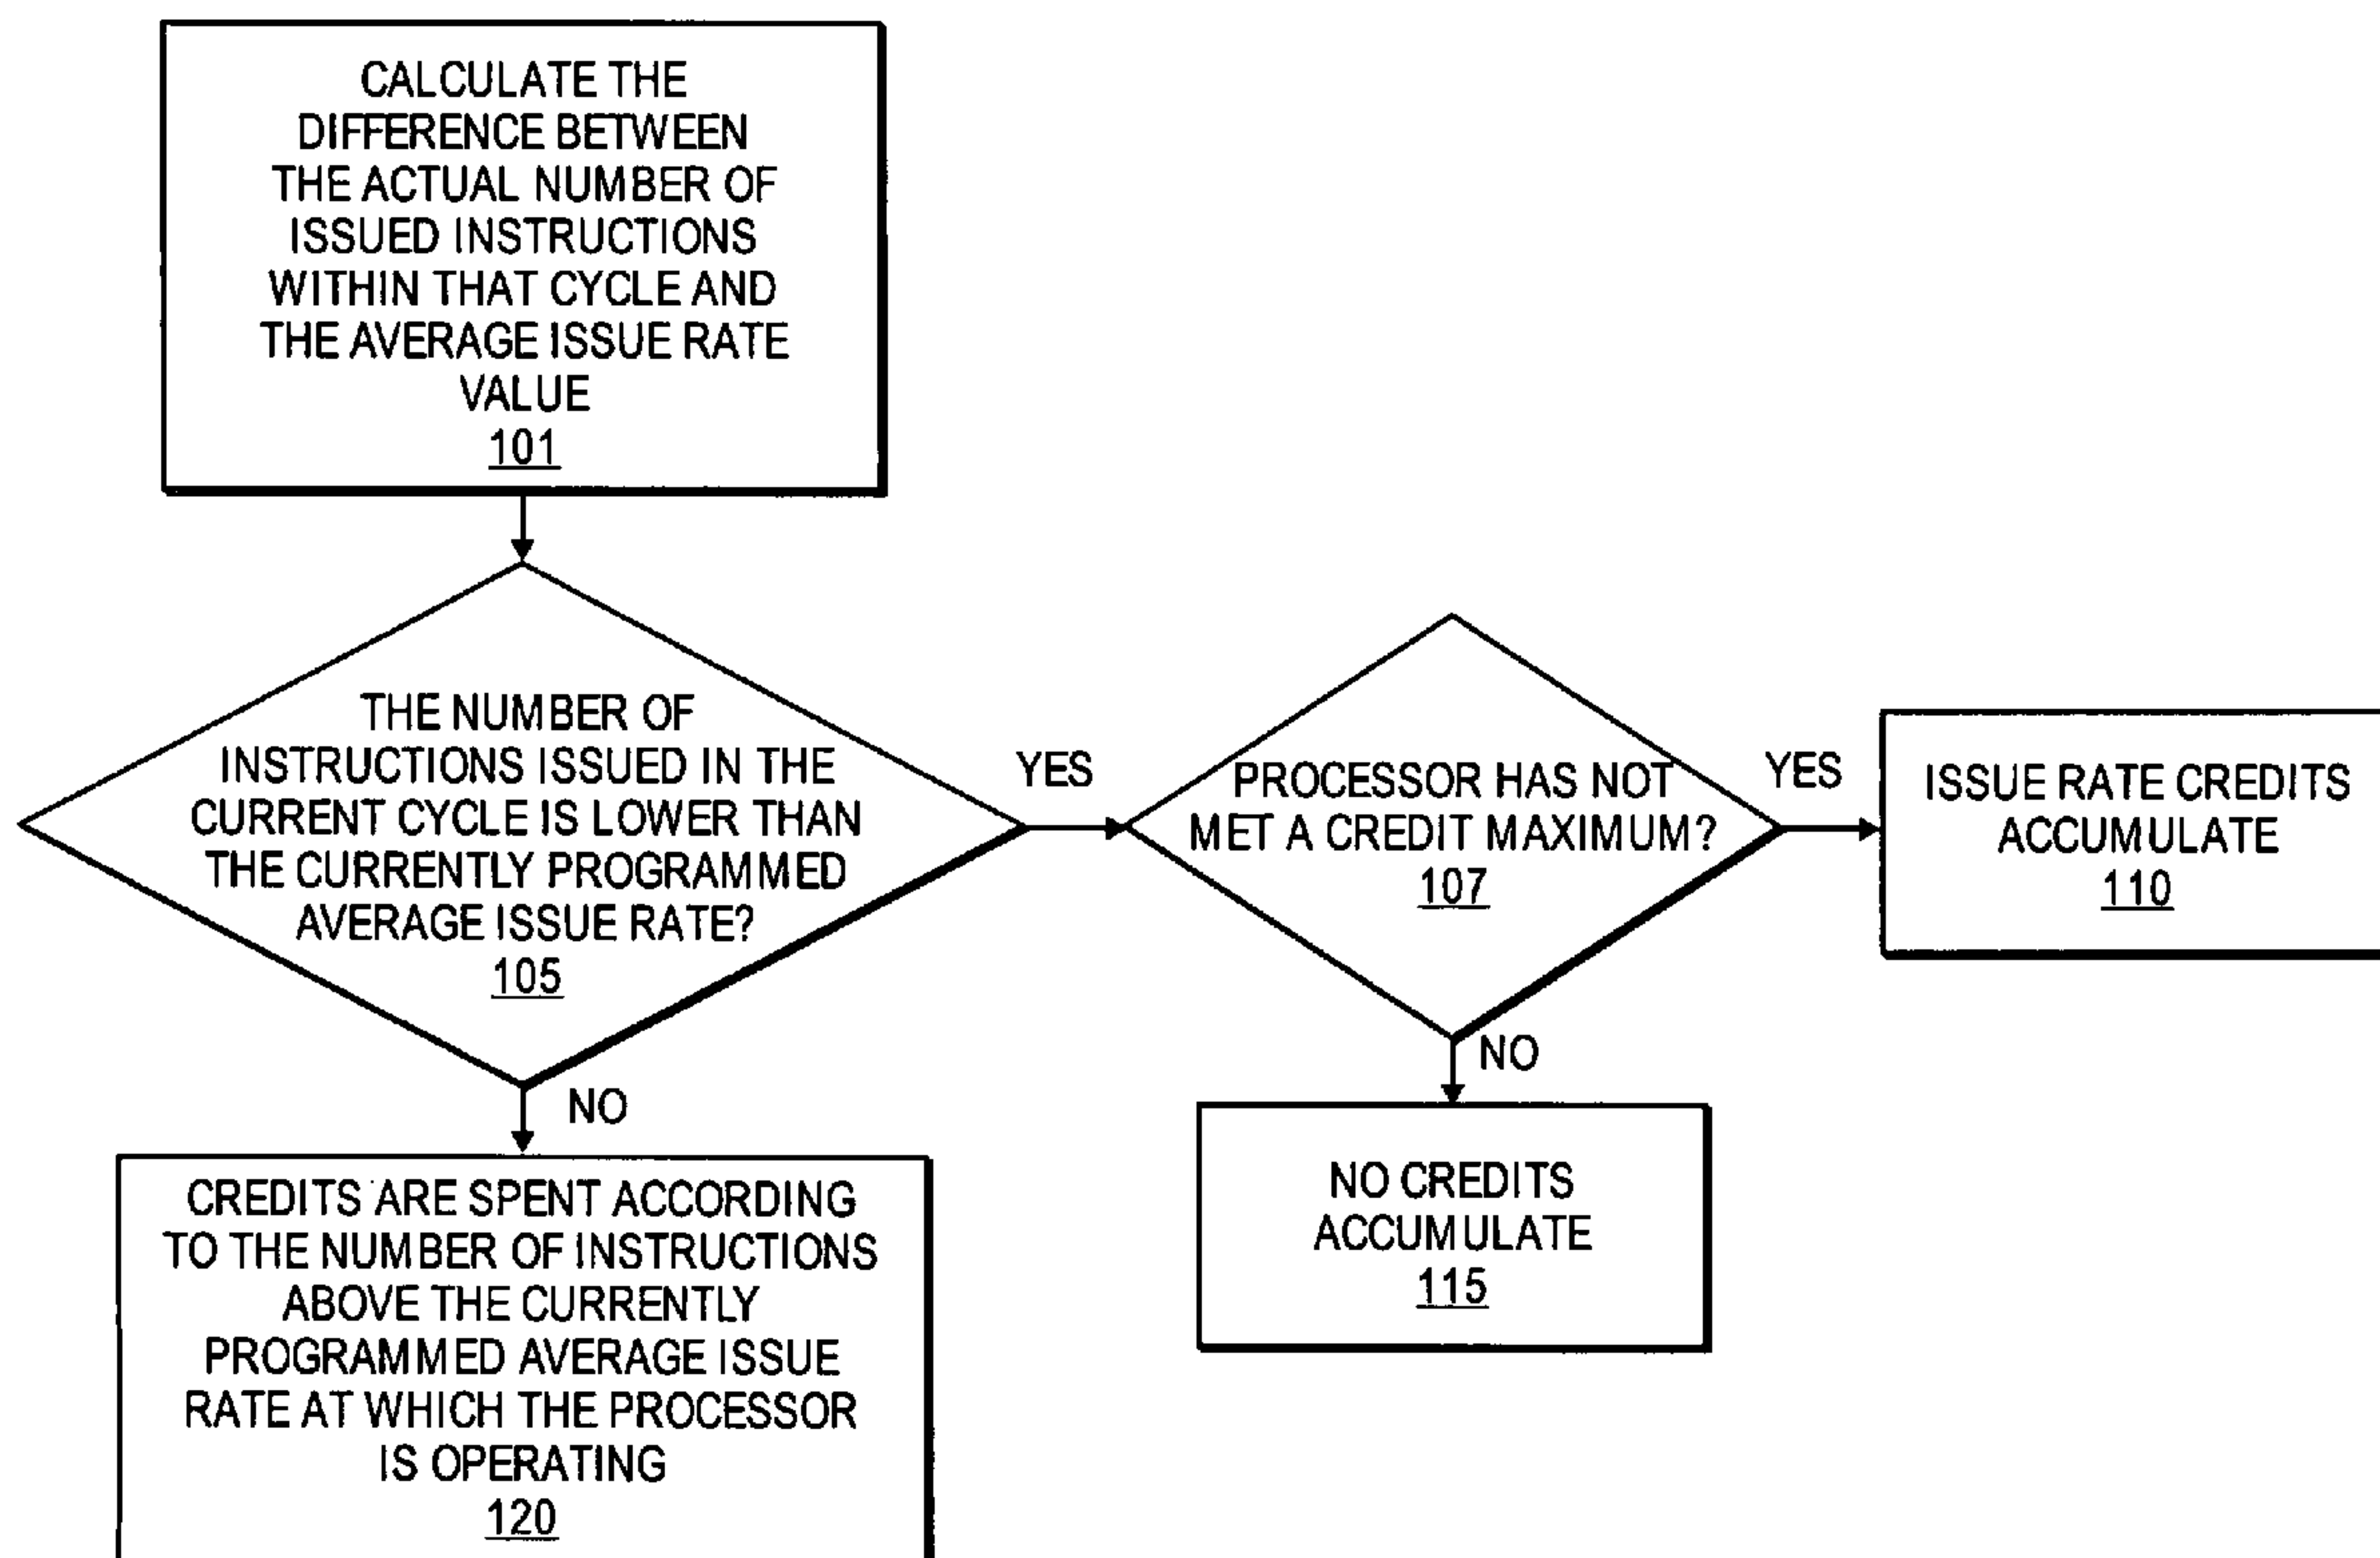 CALCULATE THE
DIFFERENCE BETWEEN
THE ACTUAL NUMBER OF
ISSUED INSTRUCTIONS
WITHIN THAT CYCLE AND
THE AVERAGE ISSUE RATE
VALUE
101
THE NUMBER OF
INSTRUCTIONS ISSUED IN THE
CURRENT CYCLE IS LOWER THAN
THE CURRENTLY PROGRAMMED
AVERAGE ISSUE RATE?
105
YES
PROCESSOR HAS NOT
MET A CREDIT MAXIMUM?
107
YES
ISSUE RATE CREDITS
ACCUMULATE
110
NO
NO CREDITS
ACCUMULATE
115
NO
CREDITS ARE SPENT ACCORDING
TO THE NUMBER OF INSTRUCTIONS
ABOVE THE CURRENTLY
PROGRAMMED AVERAGE ISSUE
RATE AT WHICH THE PROCESSOR
IS OPERATING
120